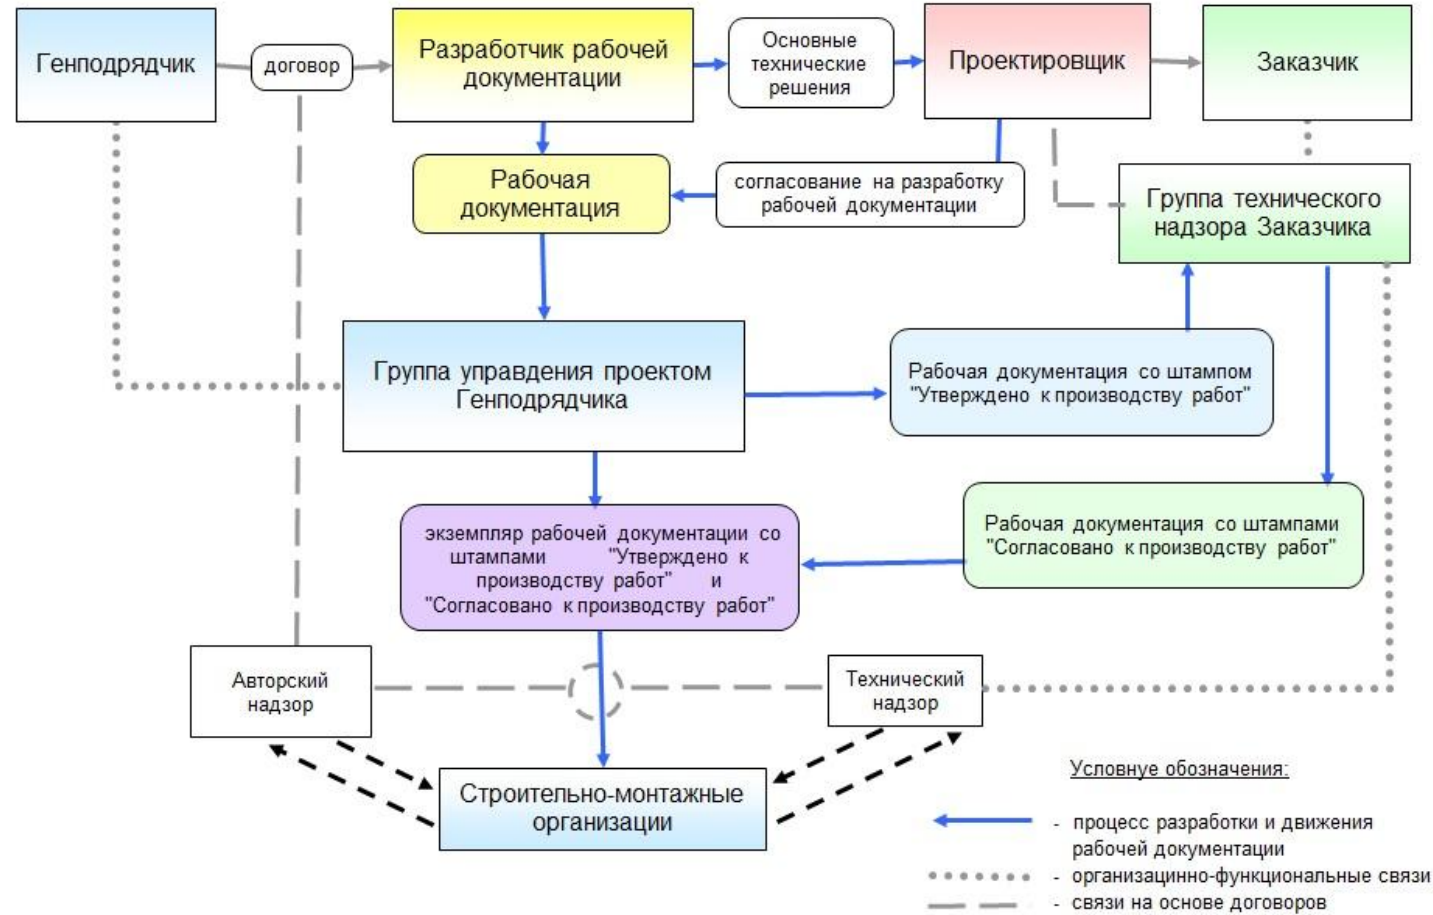 Генподрядчик
договор
Разработчик рабочей
документации
Основные
технические
решения
Проектировщик
Заказчик
Рабочая
документация
согласование на разработку
рабочей документации
Группа технического
надзора Заказчика
Группа управдения проектом
Генподрядчика
Рабочая документация со штампом
"Утверждено к производству работ"
экземпляр рабочей документации со
штампами "Утверждено к
производству работ" и
"Согласовано к производству работ"
Рабочая документация со штампами
"Согласовано к производству работ"
Авторский
надзор
Технический
надзор
Строительно-монтажные
организации
Условнуе обозначения:
- процесс разработки и движения
рабочей документации
- организацинно-функциональные связи
- связи на основе договоров